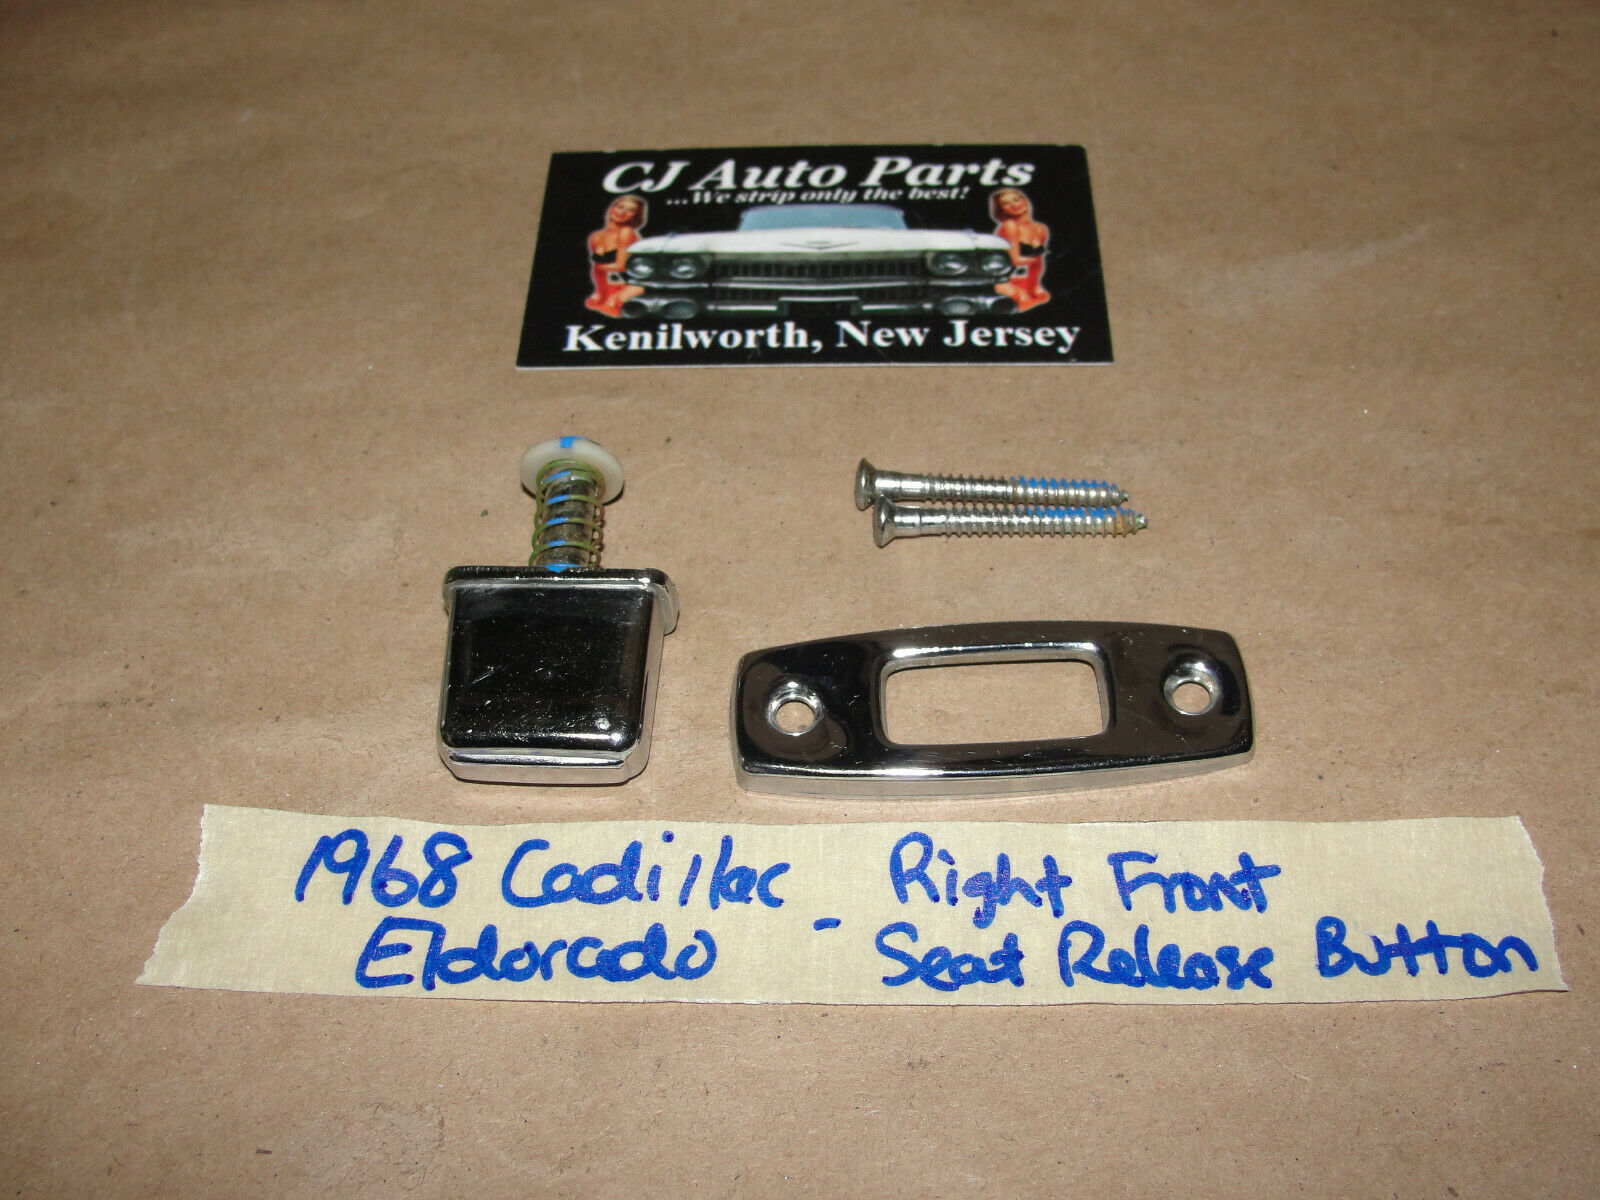 CJ Auto Parts
...We strip only the best!
Kenilworth, New Jersey
1968 Cadillac - Right Front
Eldorado Seat Release Button